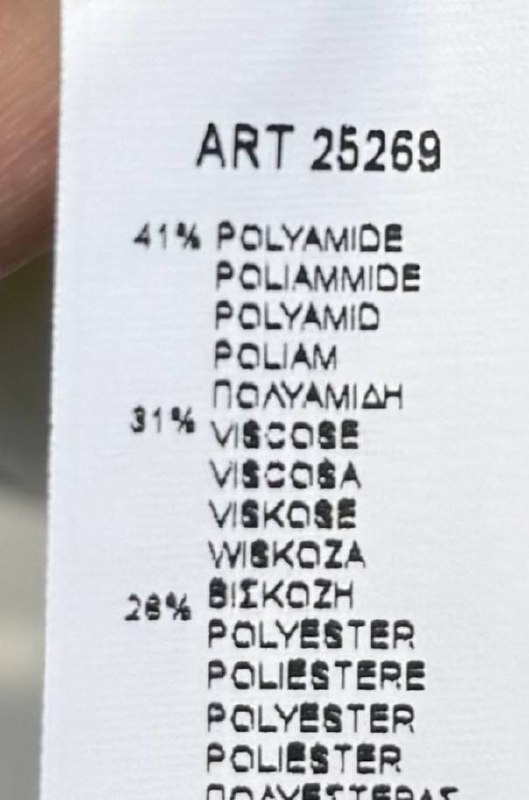 ART 25269
41% POLYAMIDE
POLIAMMIDE
POLYAMID
POLIAM
ΠΟΛΥΑΜΙΔΗ
31% VISCOSE
VISCOSA
VISKOSE
WISKOZA
ΒΙΣΚΟΖΗ
28% POLYESTER
POLIESTERE
POLYESTER
POLIESTER
ΠΟΛΥΕΣΤΕΡΑΣ